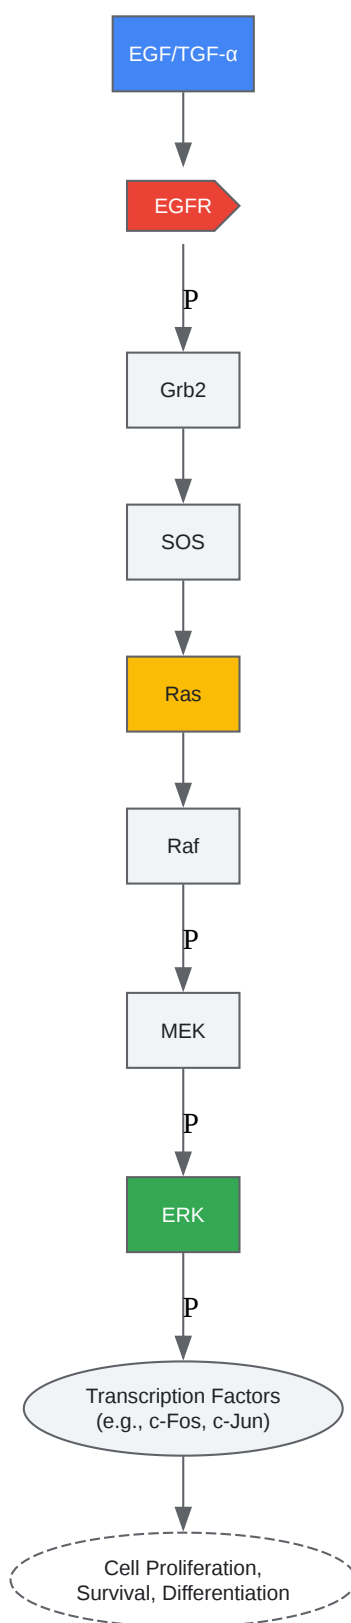 EGF/TGF-α
EGFR
P
Grb2
SOS
Ras
Raf
P
MEK
P
ERK
P
Transcription Factors
(e.g., c-Fos, c-Jun)
Cell Proliferation,
Survival, Differentiation